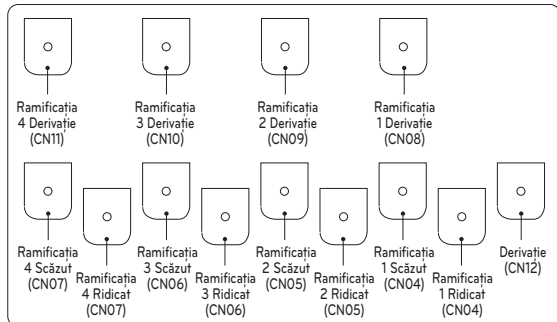 Ramificația
4 Derivație
(CN11)
Ramificația
3 Derivație
(CN10)
Ramificația
2 Derivație
(CN09)
Ramificația
1 Derivație
(CN08)
Ramificația
4 Scăzut
(CN07)
Ramificația
4 Ridicat
(CN07)
Ramificația
3 Scăzut
(CN06)
Ramificația
3 Ridicat
(CN06)
Ramificația
2 Scăzut
(CN05)
Ramificația
2 Ridicat
(CN05)
Ramificația
1 Scăzut
(CN04)
Ramificația
1 Ridicat
(CN04)
Derivație
(CN12)